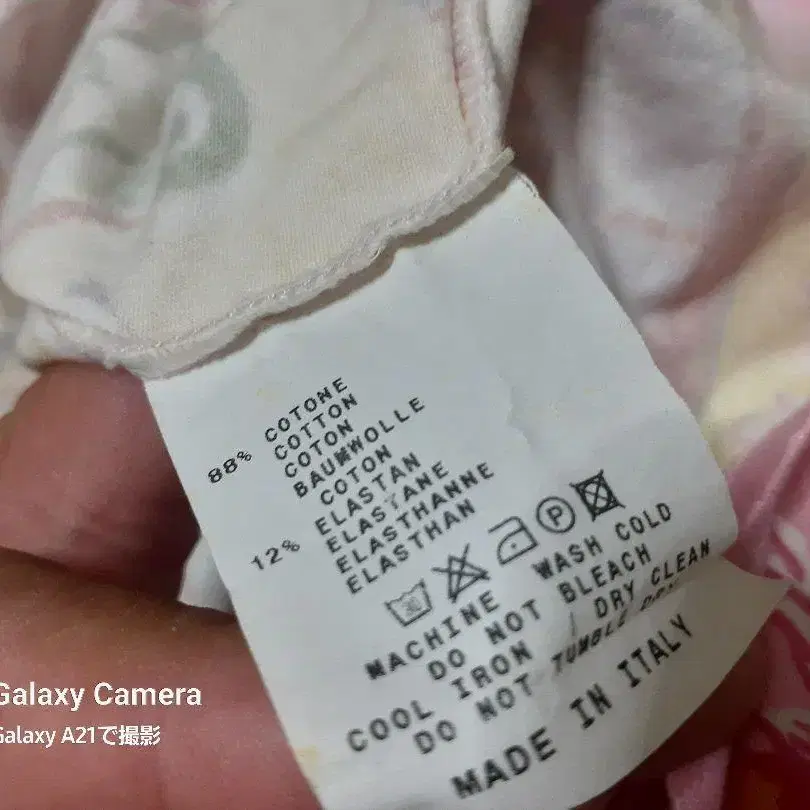 88% COTONE
COTTON
COTON
BAUMWOLLE
COTON
12% ELASTAN
ELASTANE
ELASTHANNE
ELASTHAN
30 P
MACHINE WASH COLD
DO NOT BLEACH
COOL IRON / DRY CLEAN
DO NOT TUMBLE DRY
MADE IN ITALY
Galaxy Camera
Galaxy A21で撮影